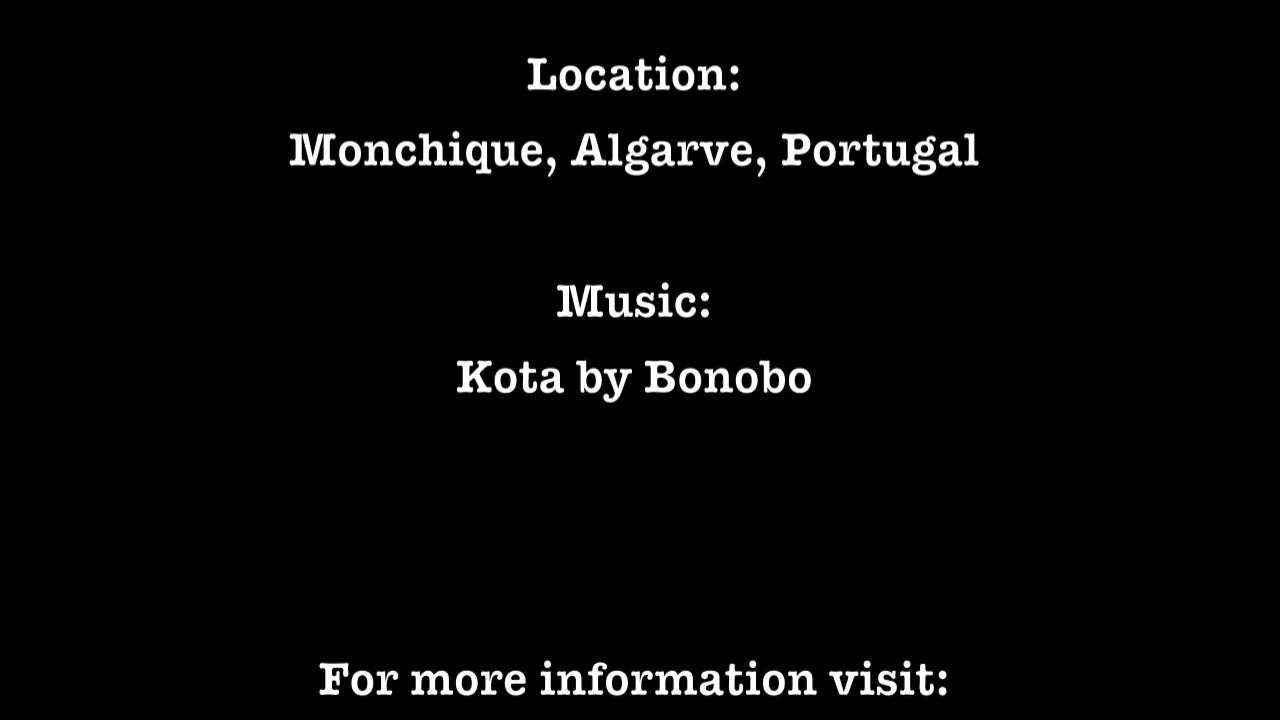 Location:
Monchique, Algarve, Portugal
Music:
Kota by Bonobo
For more information visit: